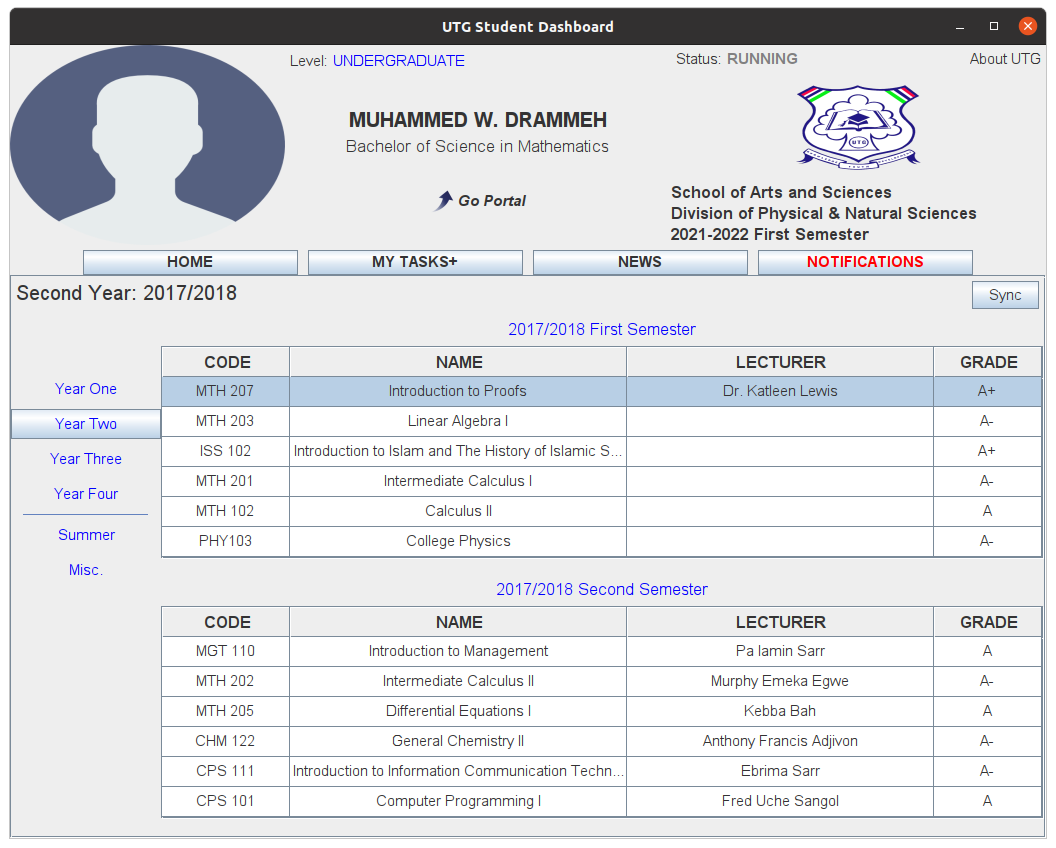 UTG Student Dashboard
Level: UNDERGRADUATE
Status: RUNNING
About UTG
MUHAMMED W. DRAMMEH
Bachelor of Science in Mathematics
Go Portal
UTG
School of Arts and Sciences
Division of Physical & Natural Sciences
2021-2022 First Semester
HOME MY TASKS+ NEWS NOTIFICATIONS
Second Year: 2017/2018
Sync
Year One
Year Two
Year Three
Year Four
Summer
Misc.
2017/2018 First Semester
CODE NAME LECTURER GRADE
MTH 207 Introduction to Proofs Dr. Katleen Lewis A+
MTH 203 Linear Algebra I A-
ISS 102 Introduction to Islam and The History of Islamic S... A+
MTH 201 Intermediate Calculus I A-
MTH 102 Calculus II A
PHY103 College Physics A-
2017/2018 Second Semester
CODE NAME LECTURER GRADE
MGT 110 Introduction to Management Pa lamin Sarr A
MTH 202 Intermediate Calculus II Murphy Emeka Egwe A-
MTH 205 Differential Equations I Kebba Bah A
CHM 122 General Chemistry II Anthony Francis Adjivon A-
CPS 111 Introduction to Information Communication Techn... Ebrima Sarr A-
CPS 101 Computer Programming I Fred Uche Sangol A